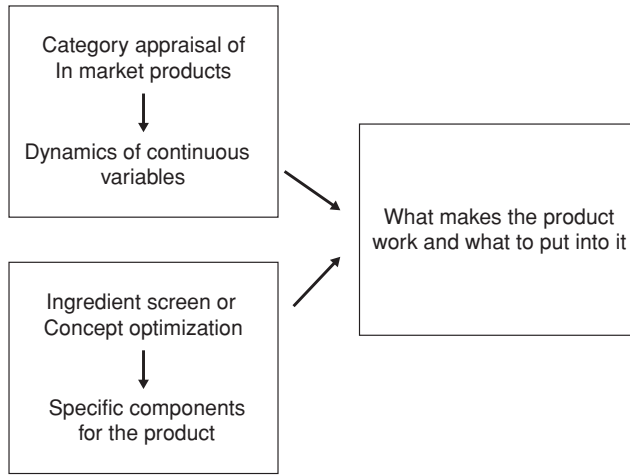 Category appraisal of
In market products
Dynamics of continuous
variables
Ingredient screen or
Concept optimization
Specific components
for the product
What makes the product
work and what to put into it